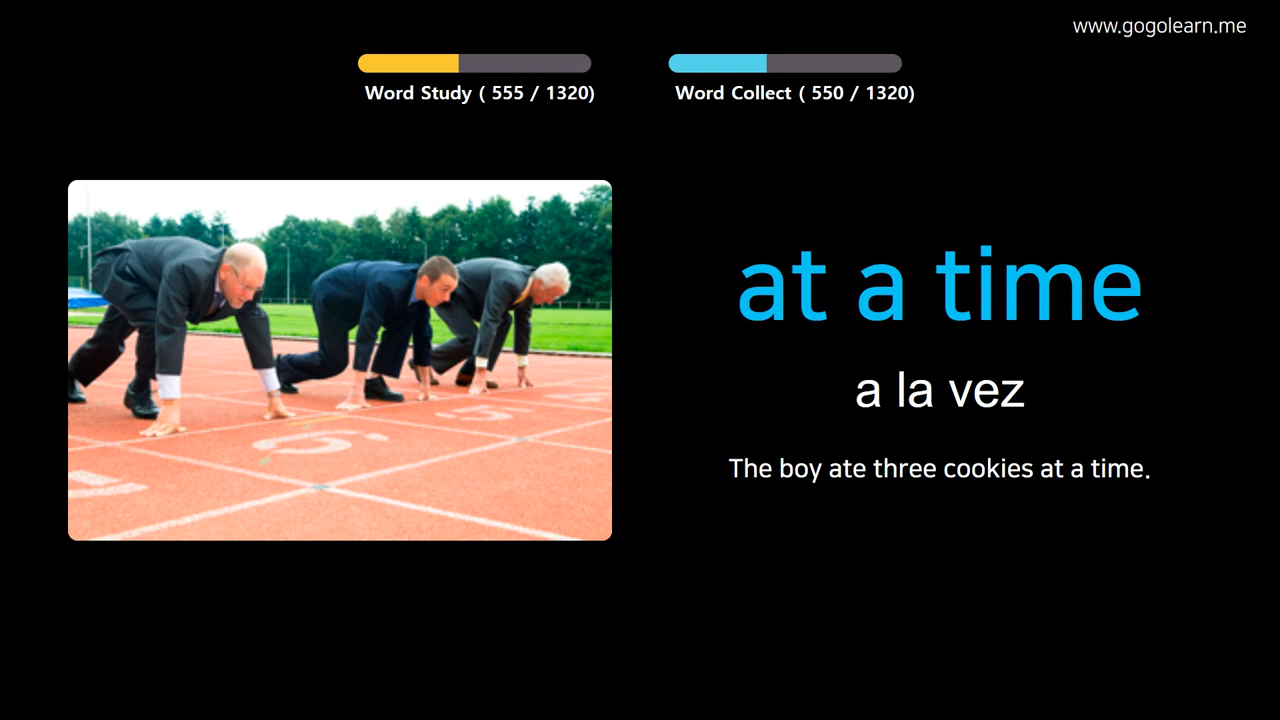 www.gogolearn.me
Word Study ( 555 / 1320)
Word Collect ( 550 / 1320)
at a time
a la vez
The boy ate three cookies at a time.
5